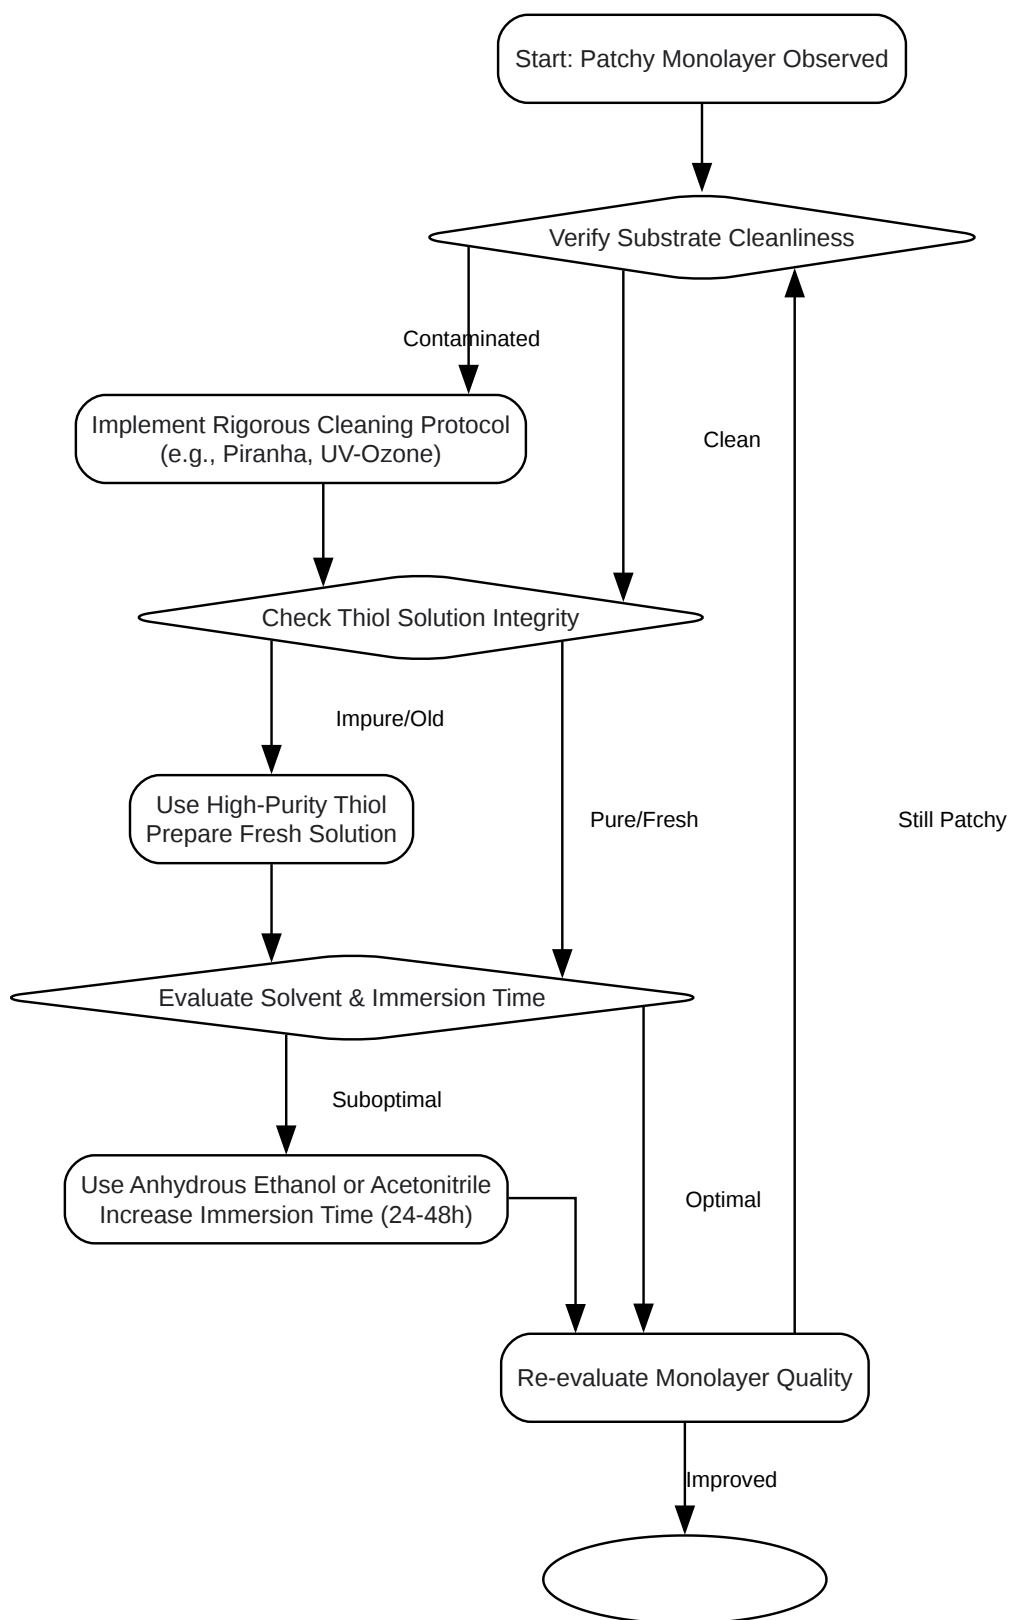 Start: Patchy Monolayer Observed
Verify Substrate Cleanliness
Contaminated
Implement Rigorous Cleaning Protocol
(e.g., Piranha, UV-Ozone)
Clean
Check Thiol Solution Integrity
Impure/Old
Use High-Purity Thiol
Prepare Fresh Solution
Pure/Fresh
Still Patchy
Evaluate Solvent & Immersion Time
Suboptimal
Use Anhydrous Ethanol or Acetonitrile
Increase Immersion Time (24-48h)
Optimal
Re-evaluate Monolayer Quality
Improved